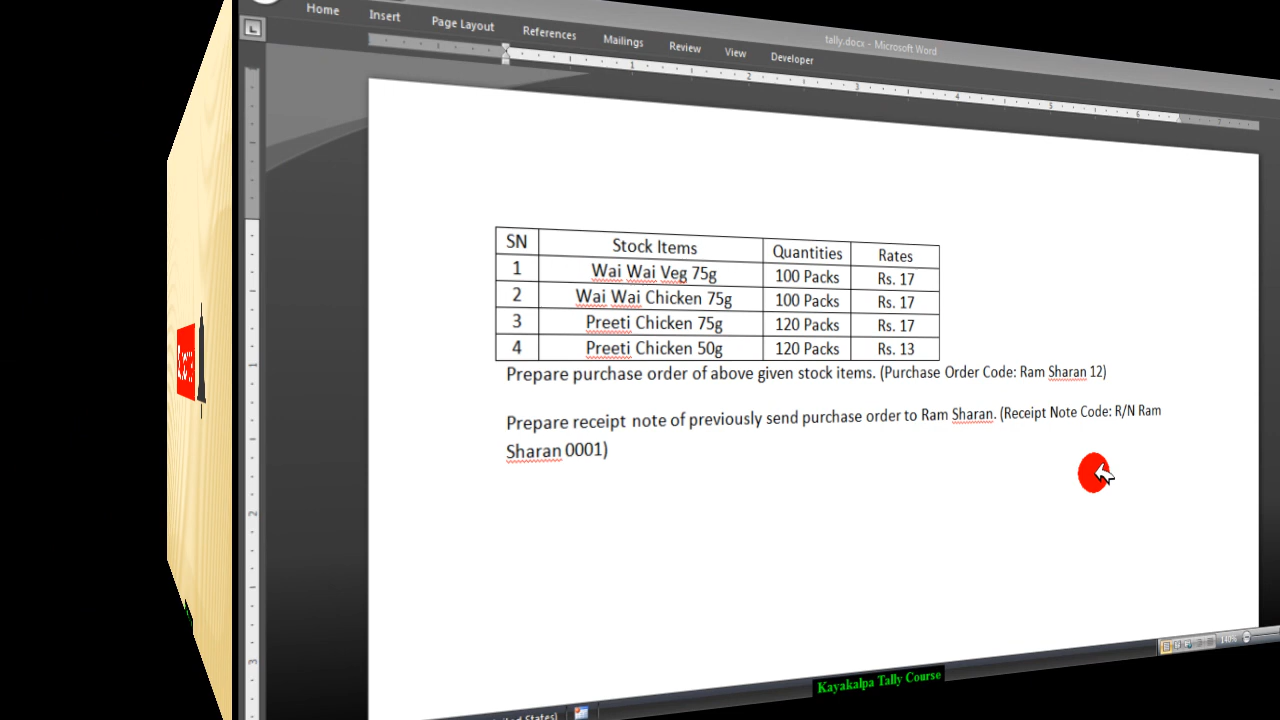 tally.docx - Microsoft Word
Home Insert Page Layout References Mailings Review View Developer
SN Stock Items Quantities Rates
1 Wai Wai Veg 75g 100 Packs Rs. 17
2 Wai Wai Chicken 75g 100 Packs Rs. 17
3 Preeti Chicken 75g 120 Packs Rs. 17
4 Preeti Chicken 50g 120 Packs Rs. 13
Prepare purchase order of above given stock items. (Purchase Order Code: Ram Sharan 12)
Prepare receipt note of previously send purchase order to Ram Sharan. (Receipt Note Code: R/N Ram
Sharan 0001)
140%
Kayakalpa Tally Course